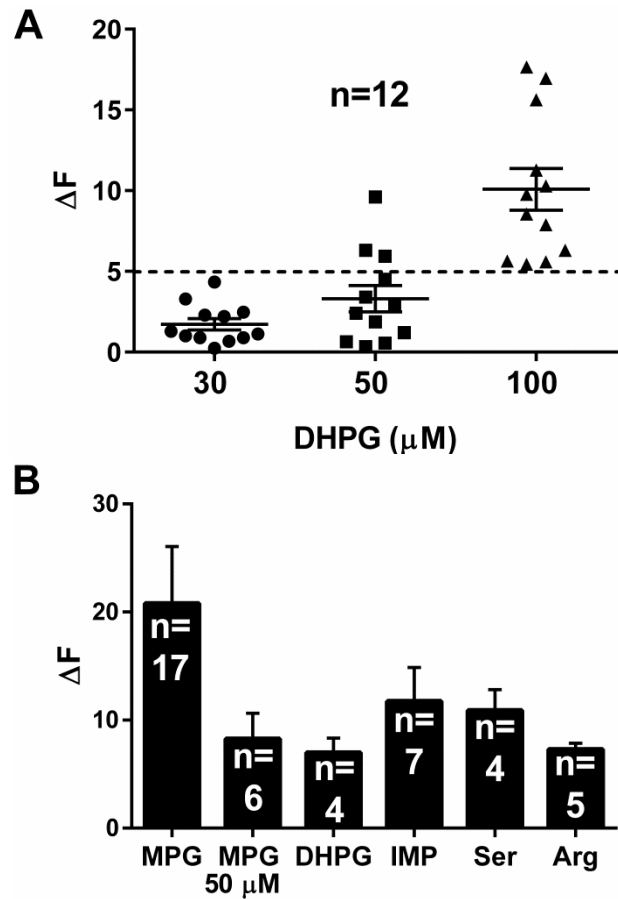 A
20
15
10
5
0
ΔF
n=12
30 50 100
DHPG (μM)
B
30
20
10
0
ΔF
n= 17
n= 6
n= 4
n= 7
n= 4
n= 5
MPG MPG DHPG IMP Ser Arg
50 μM